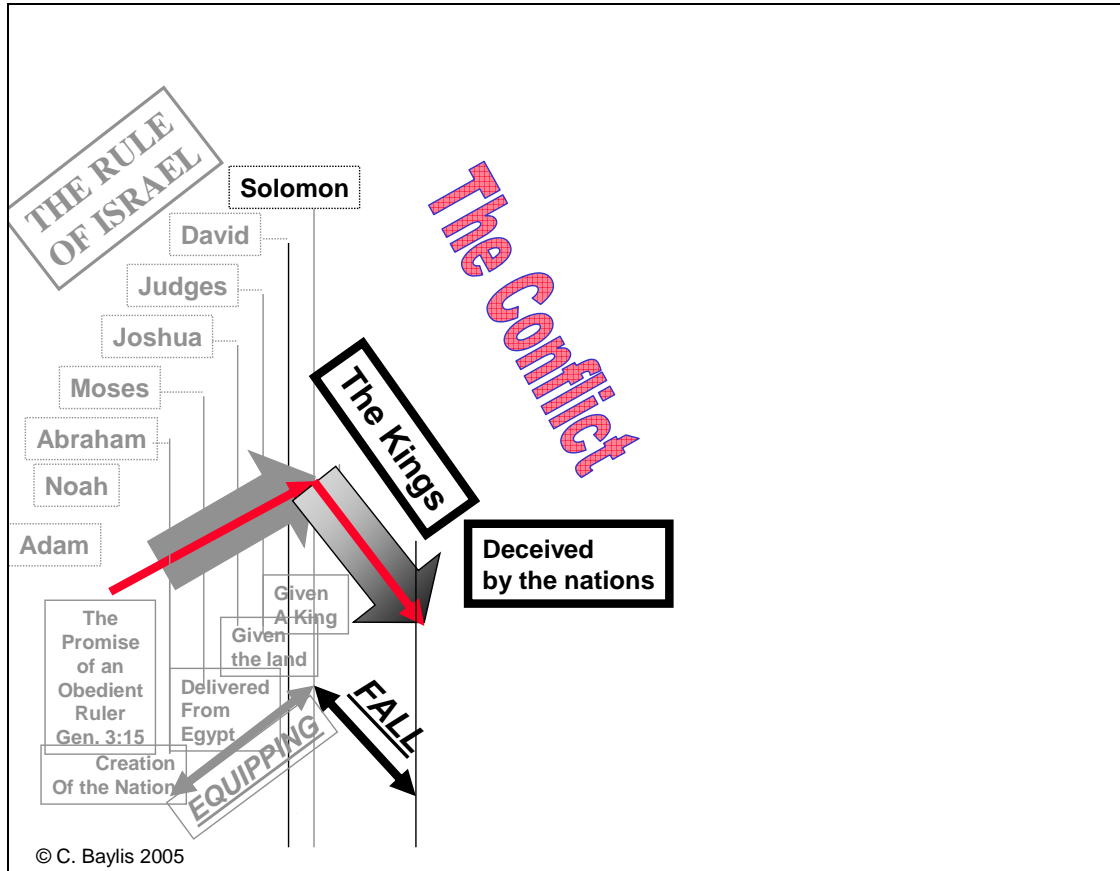 THE RULE
OF ISRAEL
Solomon
David
Judges
Joshua
Moses
Abraham
Noah
Adam
The Conflict
The Kings
Deceived
by the nations
Given
A King
Given
the land
Delivered
From
Egypt
The
Promise
of an
Obedient
Ruler
Gen. 3:15
Creation
Of the Nation
EQUIPPING
FALL
© C. Baylis 2005